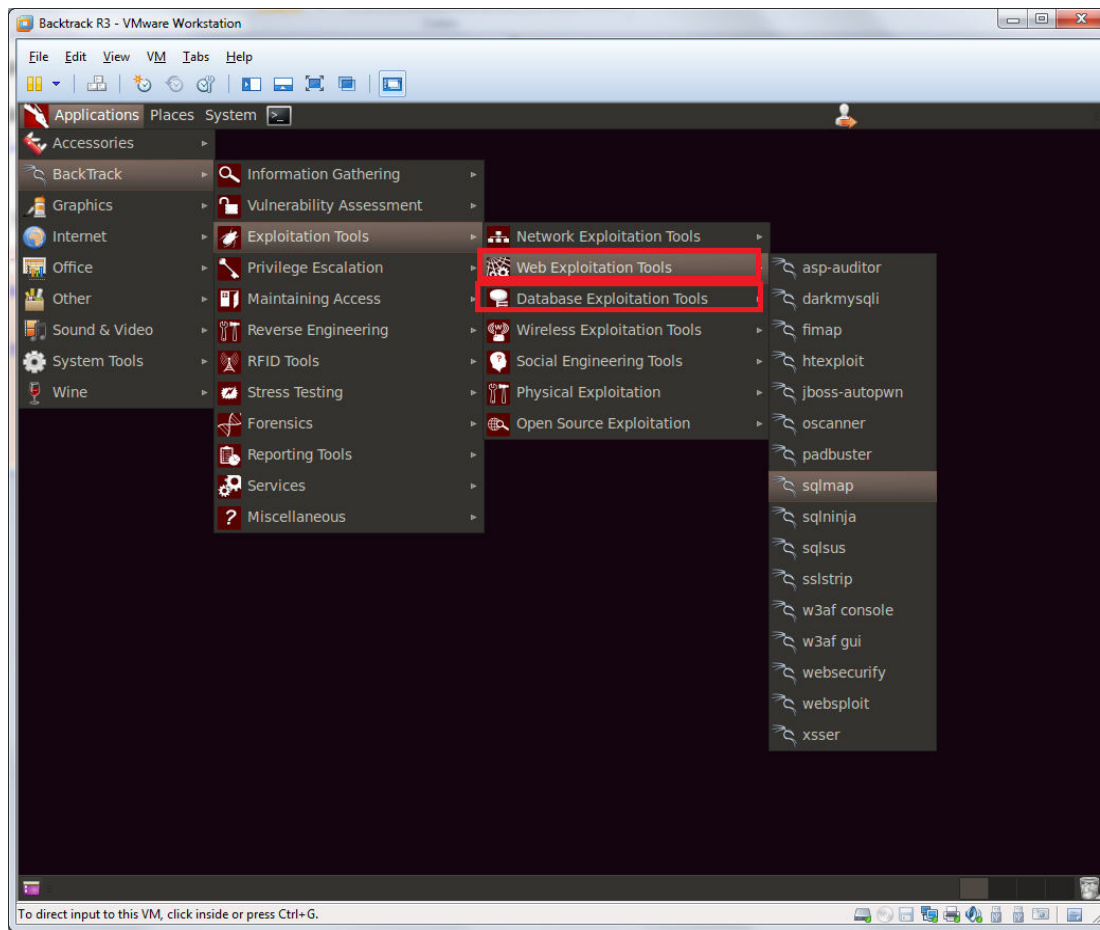 Backtrack R3 - VMware Workstation
File Edit View VM Tabs Help
Applications Places System
Accessories
BackTrack
Graphics
Internet
Office
Other
Sound & Video
System Tools
Wine
Information Gathering
Vulnerability Assessment
Exploitation Tools
Privilege Escalation
Maintaining Access
Reverse Engineering
RFID Tools
Stress Testing
Forensics
Reporting Tools
Services
Miscellaneous
Network Exploitation Tools
Web Exploitation Tools
Database Exploitation Tools
Wireless Exploitation Tools
Social Engineering Tools
Physical Exploitation
Open Source Exploitation
asp-auditor
darkmysqli
fimap
htexploit
jboss-autopwn
oscanner
padbuster
sqlmap
sqlninja
sqlsus
sslstrip
w3af console
w3af gui
websecurify
websploit
xsser
To direct input to this VM, click inside or press Ctrl+G.